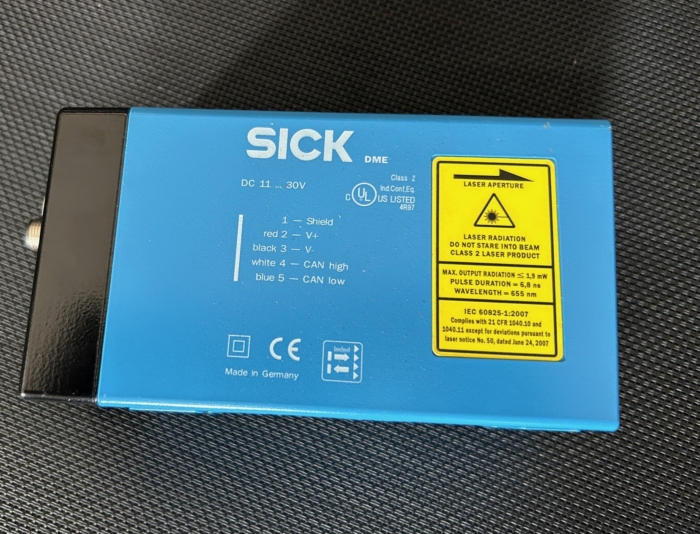 SICK DME
DC 11 ... 30V
Class 2
Ind.Cont.Eq.
C UL US LISTED
4R97
1 — Shield
red 2 — V+
black 3 — V-
white 4 — CAN high
blue 5 — CAN low
CE
locked
Made in Germany
LASER APERTURE
LASER RADIATION
DO NOT STARE INTO BEAM
CLASS 2 LASER PRODUCT
MAX. OUTPUT RADIATION ≤ 1,9 mW
PULSE DURATION = 6,8 ns
WAVELENGTH = 655 nm
IEC 60825-1:2007
Complies with 21 CFR 1040.10 and
1040.11 except for deviations pursuant to
laser notice No. 50, dated June 24, 2007